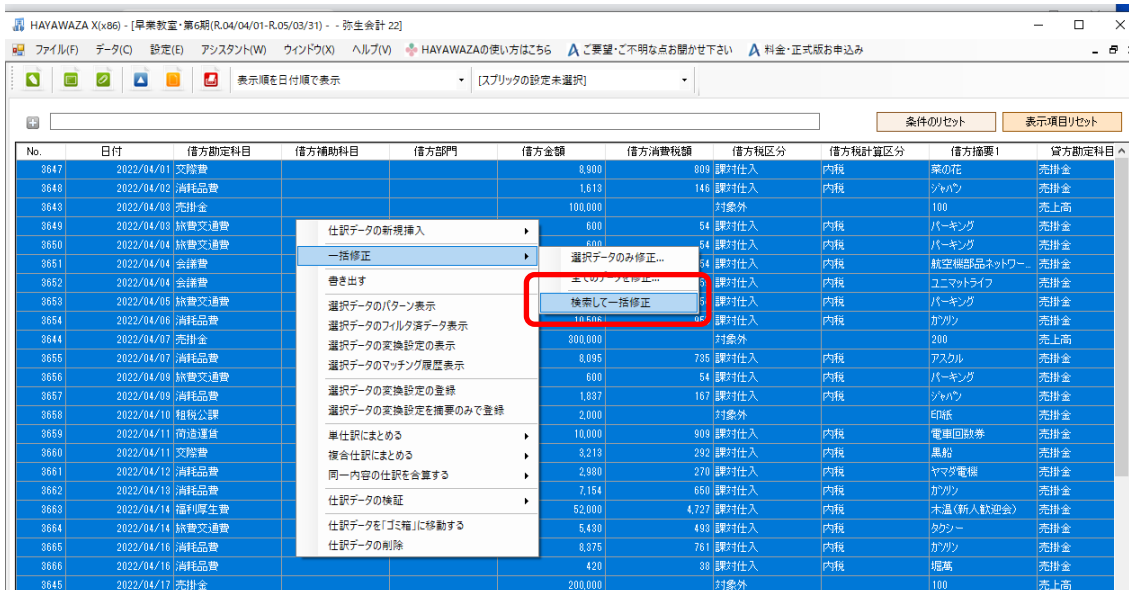 HAYAWAZA X(x86) - [早業教室・第6期(R.04/04/01-R.05/03/31) - - 弥生会計 22]
ファイル(F) データ(C) 設定(E) アシスタント(W) ウィンドウ(X) ヘルプ(V) HAYAWAZAの使い方はこちら ご要望・ご不明な点お聞かせ下さい 料金・正式版お申込み
表示順を日付順で表示 [スプリッタの設定未選択]
条件のリセット 表示項目リセット
No. 日付 借方勘定科目 借方補助科目 借方部門 借方金額 借方消費税額 借方税区分 借方税計算区分 借方摘要1 貸方勘定科目
3647 2022/04/01 交際費 8,900 809 課対仕入 内税 菜の花 売掛金
3648 2022/04/02 消耗品費 1,613 146 課対仕入 内税 ジャパン 売掛金
3643 2022/04/03 売掛金 100,000 対象外 100 売上高
3649 2022/04/03 旅費交通費 仕訳データの新規挿入 600 54 課対仕入 内税 パーキング 売掛金
3650 2022/04/04 旅費交通費 600 54 課対仕入 内税 パーキング 売掛金
3651 2022/04/04 会議費 一括修正 選択データのみ修正... 54 課対仕入 内税 航空機部品ネットワー... 売掛金
3652 2022/04/04 会議費 書き出す 全てのデータを修正... 課対仕入 内税 ユニマットライフ 売掛金
3653 2022/04/05 旅費交通費 選択データのパターン表示 検索して一括修正 課対仕入 内税 パーキング 売掛金
3654 2022/04/06 消耗品費 選択データのフィルタ済データ表示 10,506 課対仕入 内税 ガソリン 売掛金
3644 2022/04/07 売掛金 選択データの変換設定の表示 300,000 対象外 200 売上高
3655 2022/04/07 消耗品費 選択データのマッチング履歴表示 8,095 735 課対仕入 内税 アスクル 売掛金
3656 2022/04/09 旅費交通費 600 54 課対仕入 内税 パーキング 売掛金
3657 2022/04/09 消耗品費 選択データの変換設定の登録 1,837 167 課対仕入 内税 ジャパン 売掛金
3658 2022/04/10 租税公課 選択データの変換設定を摘要のみで登録 2,000 対象外 印紙 売掛金
3659 2022/04/11 荷造運賃 単仕訳にまとめる 10,000 909 課対仕入 内税 電車回数券 売掛金
3660 2022/04/11 交際費 複合仕訳にまとめる 3,213 292 課対仕入 内税 黒船 売掛金
3661 2022/04/12 消耗品費 同一内容の仕訳を合算する 2,980 270 課対仕入 内税 ヤマダ電機 売掛金
3662 2022/04/13 消耗品費 仕訳データの検証 7,154 650 課対仕入 内税 ガソリン 売掛金
3663 2022/04/14 福利厚生費 52,000 4,727 課対仕入 内税 木温(新人歓迎会) 売掛金
3664 2022/04/14 旅費交通費 仕訳データを「ゴミ箱」に移動する 5,430 493 課対仕入 内税 タクシー 売掛金
3665 2022/04/16 消耗品費 仕訳データの削除 8,375 761 課対仕入 内税 ガソリン 売掛金
3666 2022/04/16 消耗品費 420 38 課対仕入 内税 堀萬 売掛金
3645 2022/04/17 売掛金 200,000 対象外 100 売上高